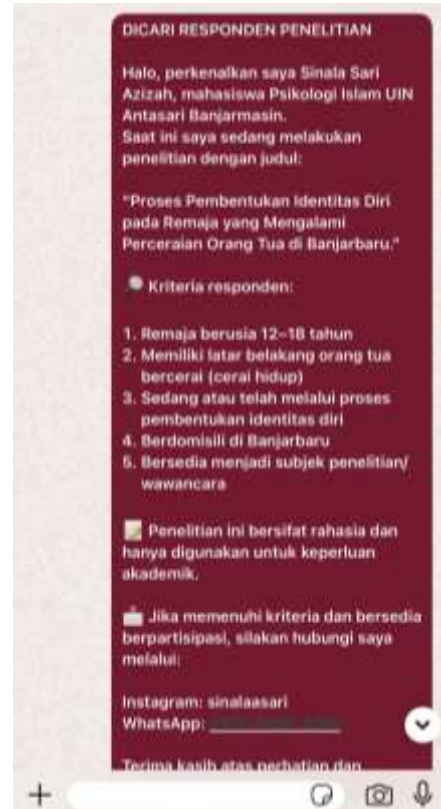 DICARI RESPONDEN PENELITIAN
Halo, perkenalkan saya Sinala Sari
Azizah, mahasiswa Psikologi Islam UIN
Antasari Banjarmasin.
Saat ini saya sedang melakukan
penelitian dengan judul:
"Proses Pembentukan Identitas Diri
pada Remaja yang Mengalami
Perceraian Orang Tua di Banjarbaru."
Kriteria responden:
1. Remaja berusia 12–18 tahun
2. Memiliki latar belakang orang tua
bercerai (cerai hidup)
3. Sedang atau telah melalui proses
pembentukan identitas diri
4. Berdomisili di Banjarbaru
5. Bersedia menjadi subjek penelitian/
wawancara
Penelitian ini bersifat rahasia dan
hanya digunakan untuk keperluan
akademik.
Jika memenuhi kriteria dan bersedia
berpartisipasi, silakan hubungi saya
melalui:
Instagram: sinalaasari
WhatsApp:
Terima kasih atas perhatian dan